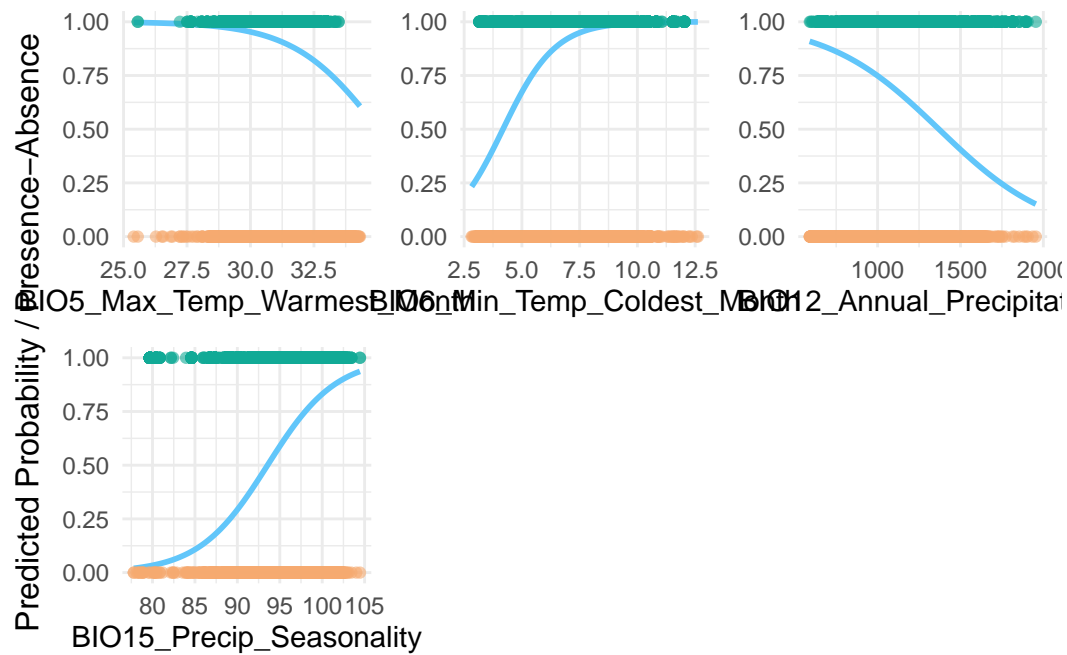 Predicted Probability / Presence−Absence
1.00
0.75
0.50
0.25
0.00
25.0 27.5 30.0 32.5
BIO5_Max_Temp_Warmest_Month
1.00
0.75
0.50
0.25
0.00
2.5 5.0 7.5 10.0 12.5
BIO6_Min_Temp_Coldest_Month
1.00
0.75
0.50
0.25
0.00
1000 1500 2000
BIO12_Annual_Precipitat
1.00
0.75
0.50
0.25
0.00
80 85 90 95 100 105
BIO15_Precip_Seasonality